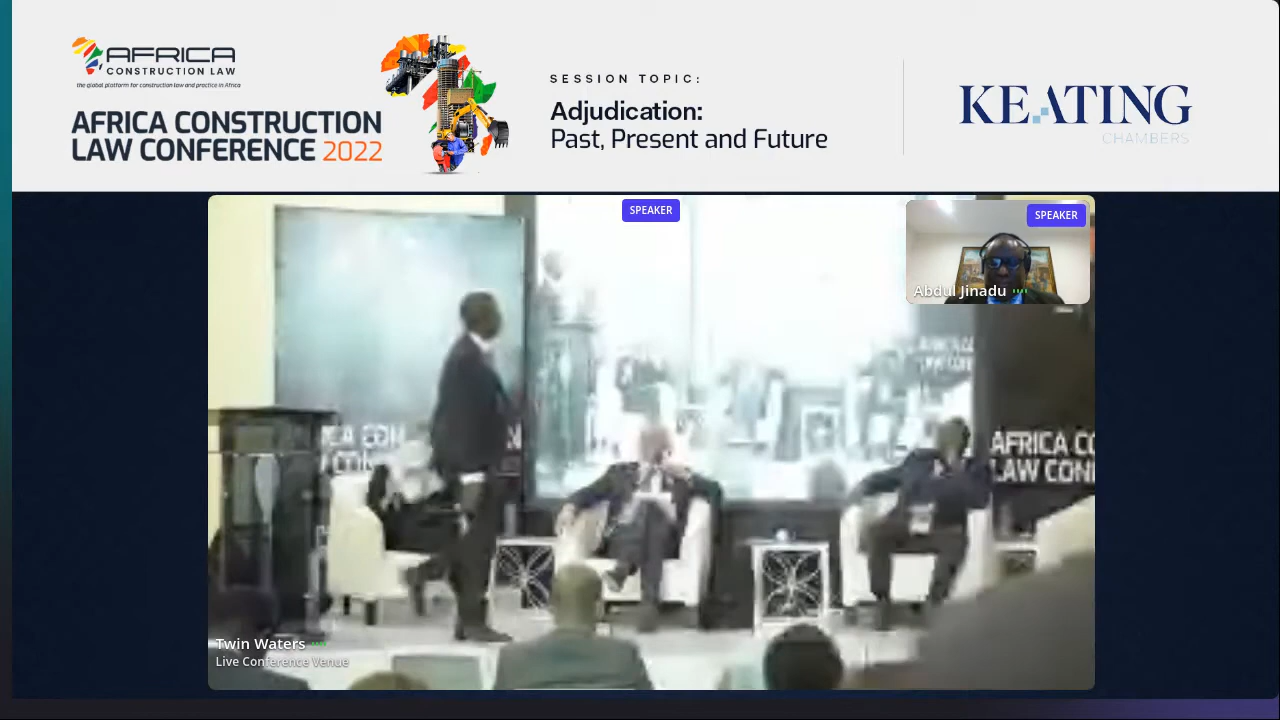 AFRICA
CONSTRUCTION LAW
The global platform for construction law and practice in Africa
AFRICA CONSTRUCTION
LAW CONFERENCE 2022
SESSION TOPIC:
Adjudication:
Past, Present and Future
KEATING
CHAMBERS
SPEAKER
SPEAKER
Abdul Jinadu
AFRICA CO
LAW CON
Twin Waters
Live Conference Venue